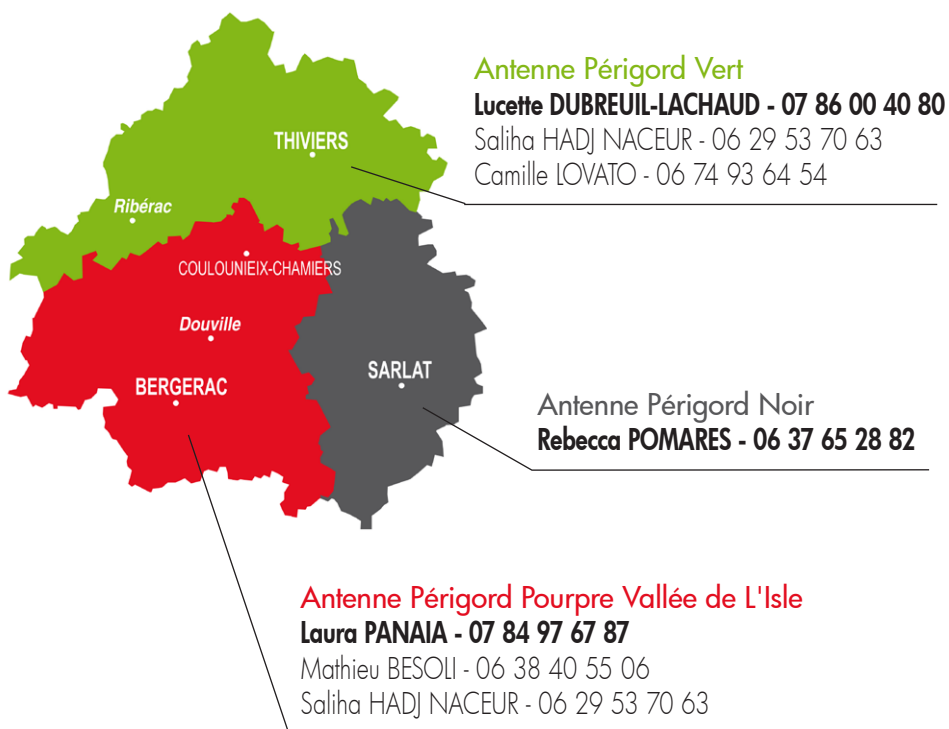 Antenne Périgord Vert
Lucette DUBREUIL-LACHAUD - 07 86 00 40 80
Saliha HADJ NACEUR - 06 29 53 70 63
Camille LOVATO - 06 74 93 64 54
THIVIERS
Ribérac
COULOUNIEIX-CHAMIERS
Douville
BERGERAC
SARLAT
Antenne Périgord Noir
Rebecca POMARES - 06 37 65 28 82
Antenne Périgord Pourpre Vallée de L'Isle
Laura PANAIA - 07 84 97 67 87
Mathieu BESOLI - 06 38 40 55 06
Saliha HADJ NACEUR - 06 29 53 70 63